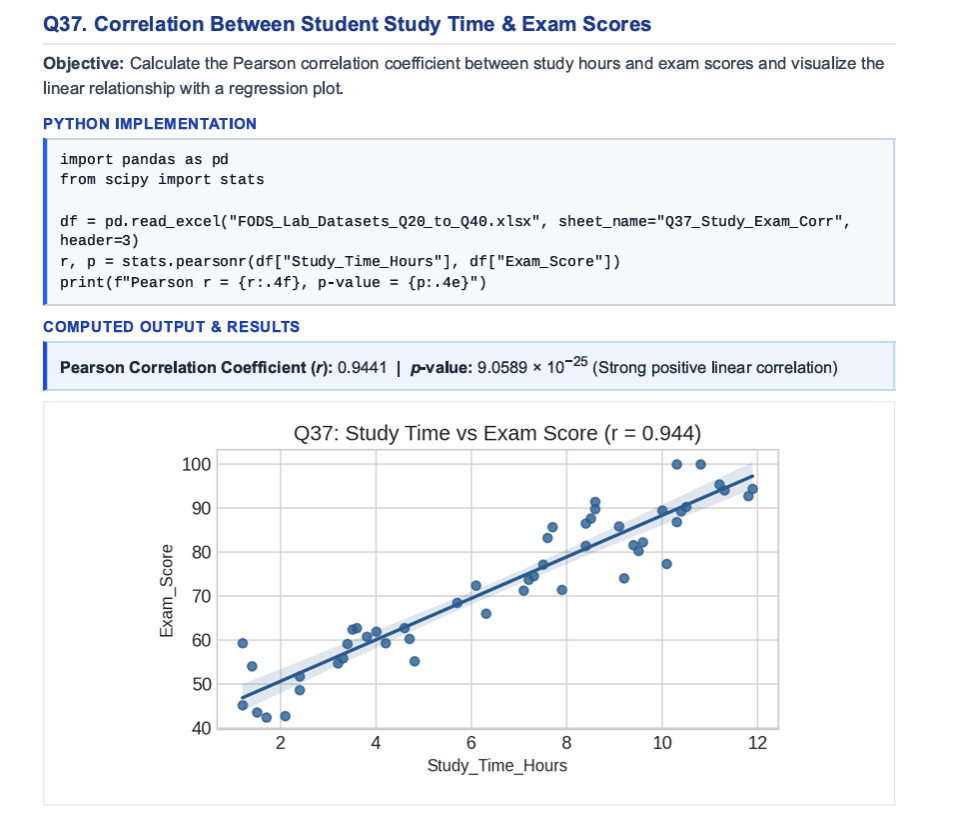 Q37. Correlation Between Student Study Time & Exam Scores
Objective: Calculate the Pearson correlation coefficient between study hours and exam scores and visualize the
linear relationship with a regression plot.
PYTHON IMPLEMENTATION
import pandas as pd
from scipy import stats
df = pd.read_excel("FODS_Lab_Datasets_Q20_to_Q40.xlsx", sheet_name="Q37_Study_Exam_Corr",
header=3)
r, p = stats.pearsonr(df["Study_Time_Hours"], df["Exam_Score"])
print(f"Pearson r = {r:.4f}, p-value = {p:.4e}")
COMPUTED OUTPUT & RESULTS
Pearson Correlation Coefficient (r): 0.9441 | p-value: 9.0589 × 10⁻²⁵ (Strong positive linear correlation)
Q37: Study Time vs Exam Score (r = 0.944)
100
90
80
70
60
50
40
Exam_Score
2 4 6 8 10 12
Study_Time_Hours